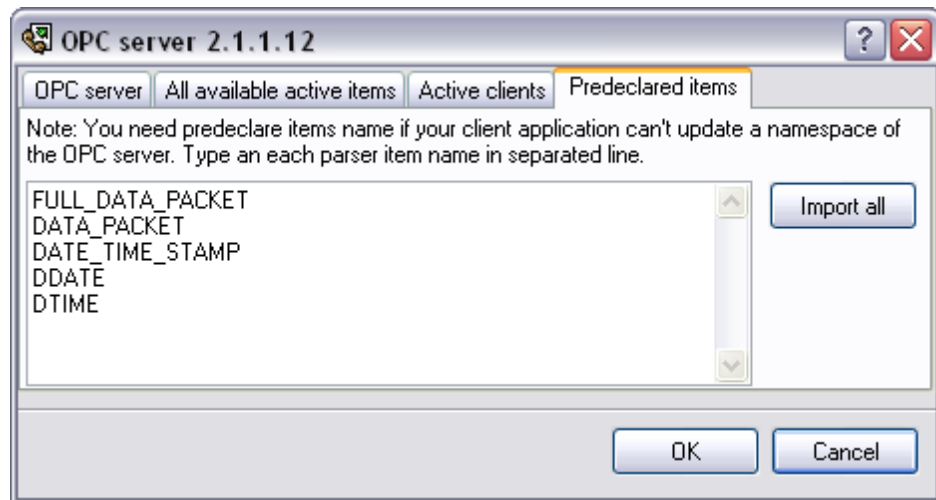 OPC server 2.1.1.12
OPC server All available active items Active clients Predeclared items
Note: You need predeclare items name if your client application can't update a namespace of
the OPC server. Type an each parser item name in separated line.
FULL_DATA_PACKET
DATA_PACKET
DATE_TIME_STAMP
DDATE
DTIME
Import all
OK Cancel